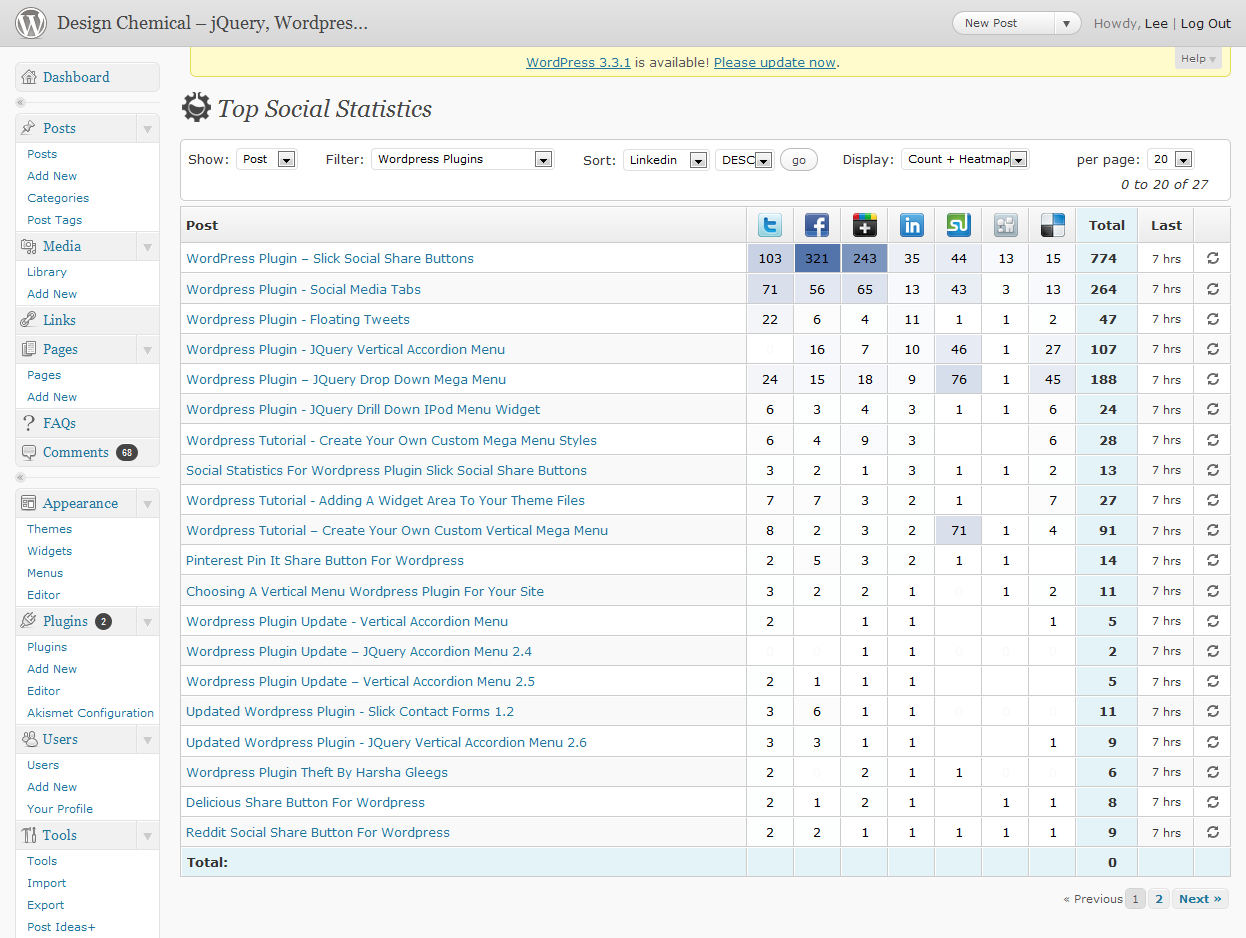 Design Chemical – jQuery, Wordpres...
New Post
Howdy, Lee | Log Out
WordPress 3.3.1 is available! Please update now.
Help
Dashboard
Posts
Posts
Add New
Categories
Post Tags
Media
Library
Add New
Links
Pages
Pages
Add New
FAQs
Comments 68
Appearance
Themes
Widgets
Menus
Editor
Plugins 2
Plugins
Add New
Editor
Akismet Configuration
Users
Users
Add New
Your Profile
Tools
Tools
Import
Export
Post Ideas+
Top Social Statistics
Show: Post Filter: Wordpress Plugins Sort: Linkedin DESC go Display: Count + Heatmap per page: 20
0 to 20 of 27
Post Total Last
WordPress Plugin – Slick Social Share Buttons 103 321 243 35 44 13 15 774 7 hrs
Wordpress Plugin - Social Media Tabs 71 56 65 13 43 3 13 264 7 hrs
Wordpress Plugin - Floating Tweets 22 6 4 11 1 1 2 47 7 hrs
Wordpress Plugin - JQuery Vertical Accordion Menu 16 7 10 46 1 27 107 7 hrs
Wordpress Plugin – JQuery Drop Down Mega Menu 24 15 18 9 76 1 45 188 7 hrs
Wordpress Plugin - JQuery Drill Down IPod Menu Widget 6 3 4 3 1 1 6 24 7 hrs
Wordpress Tutorial - Create Your Own Custom Mega Menu Styles 6 4 9 3 6 28 7 hrs
Social Statistics For Wordpress Plugin Slick Social Share Buttons 3 2 1 3 1 1 2 13 7 hrs
Wordpress Tutorial - Adding A Widget Area To Your Theme Files 7 7 3 2 1 7 27 7 hrs
Wordpress Tutorial – Create Your Own Custom Vertical Mega Menu 8 2 3 2 71 1 4 91 7 hrs
Pinterest Pin It Share Button For Wordpress 2 5 3 2 1 1 14 7 hrs
Choosing A Vertical Menu Wordpress Plugin For Your Site 3 2 2 1 1 2 11 7 hrs
Wordpress Plugin Update - Vertical Accordion Menu 2 1 1 1 5 7 hrs
Wordpress Plugin Update – JQuery Accordion Menu 2.4 1 1 2 7 hrs
Wordpress Plugin Update – Vertical Accordion Menu 2.5 2 1 1 1 5 7 hrs
Updated Wordpress Plugin - Slick Contact Forms 1.2 3 6 1 1 11 7 hrs
Updated Wordpress Plugin - JQuery Vertical Accordion Menu 2.6 3 3 1 1 1 9 7 hrs
Wordpress Plugin Theft By Harsha Gleegs 2 2 1 1 6 7 hrs
Delicious Share Button For Wordpress 2 1 2 1 1 1 8 7 hrs
Reddit Social Share Button For Wordpress 2 2 1 1 1 1 1 9 7 hrs
Total: 0
« Previous 1 2 Next »